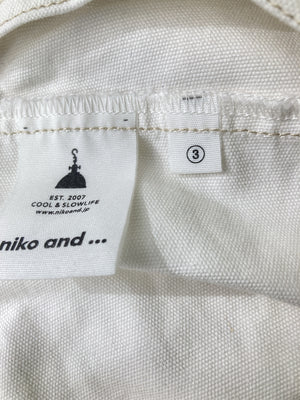 EST. 2007
COOL & SLOWLIFE
www.nikoand.jp
niko and ...
③